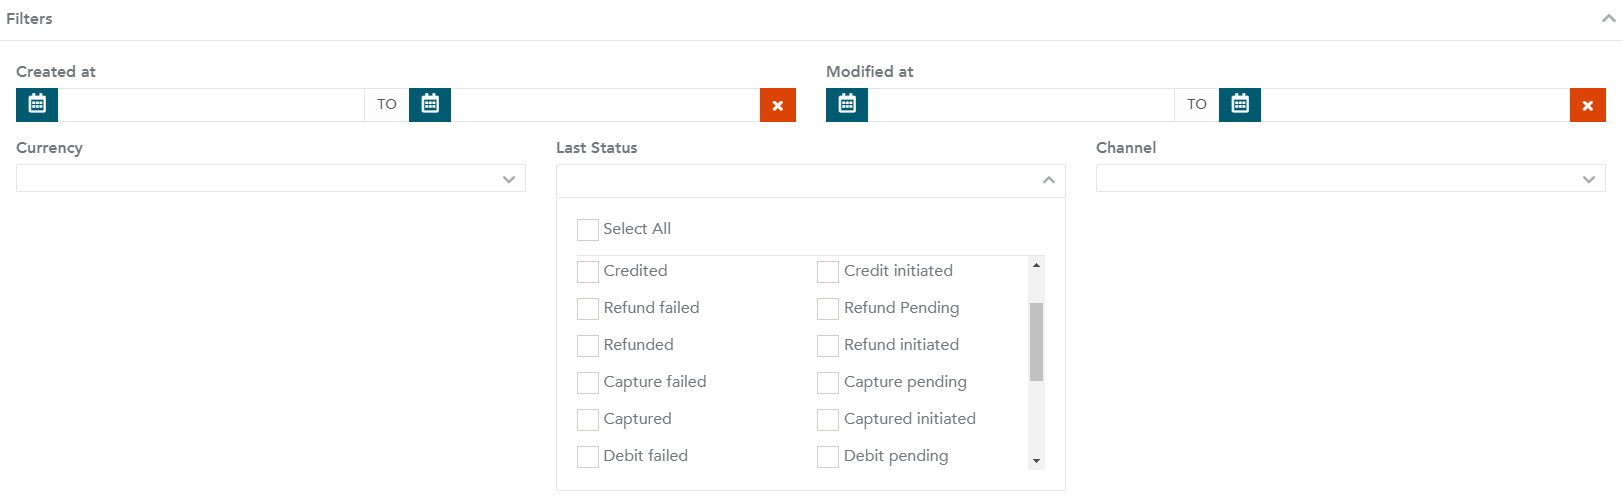 Filters
Created at
TO
Modified at
TO
Currency
Last Status
Channel
Select All
Credited
Credit initiated
Refund failed
Refund Pending
Refunded
Refund initiated
Capture failed
Capture pending
Captured
Captured initiated
Debit failed
Debit pending